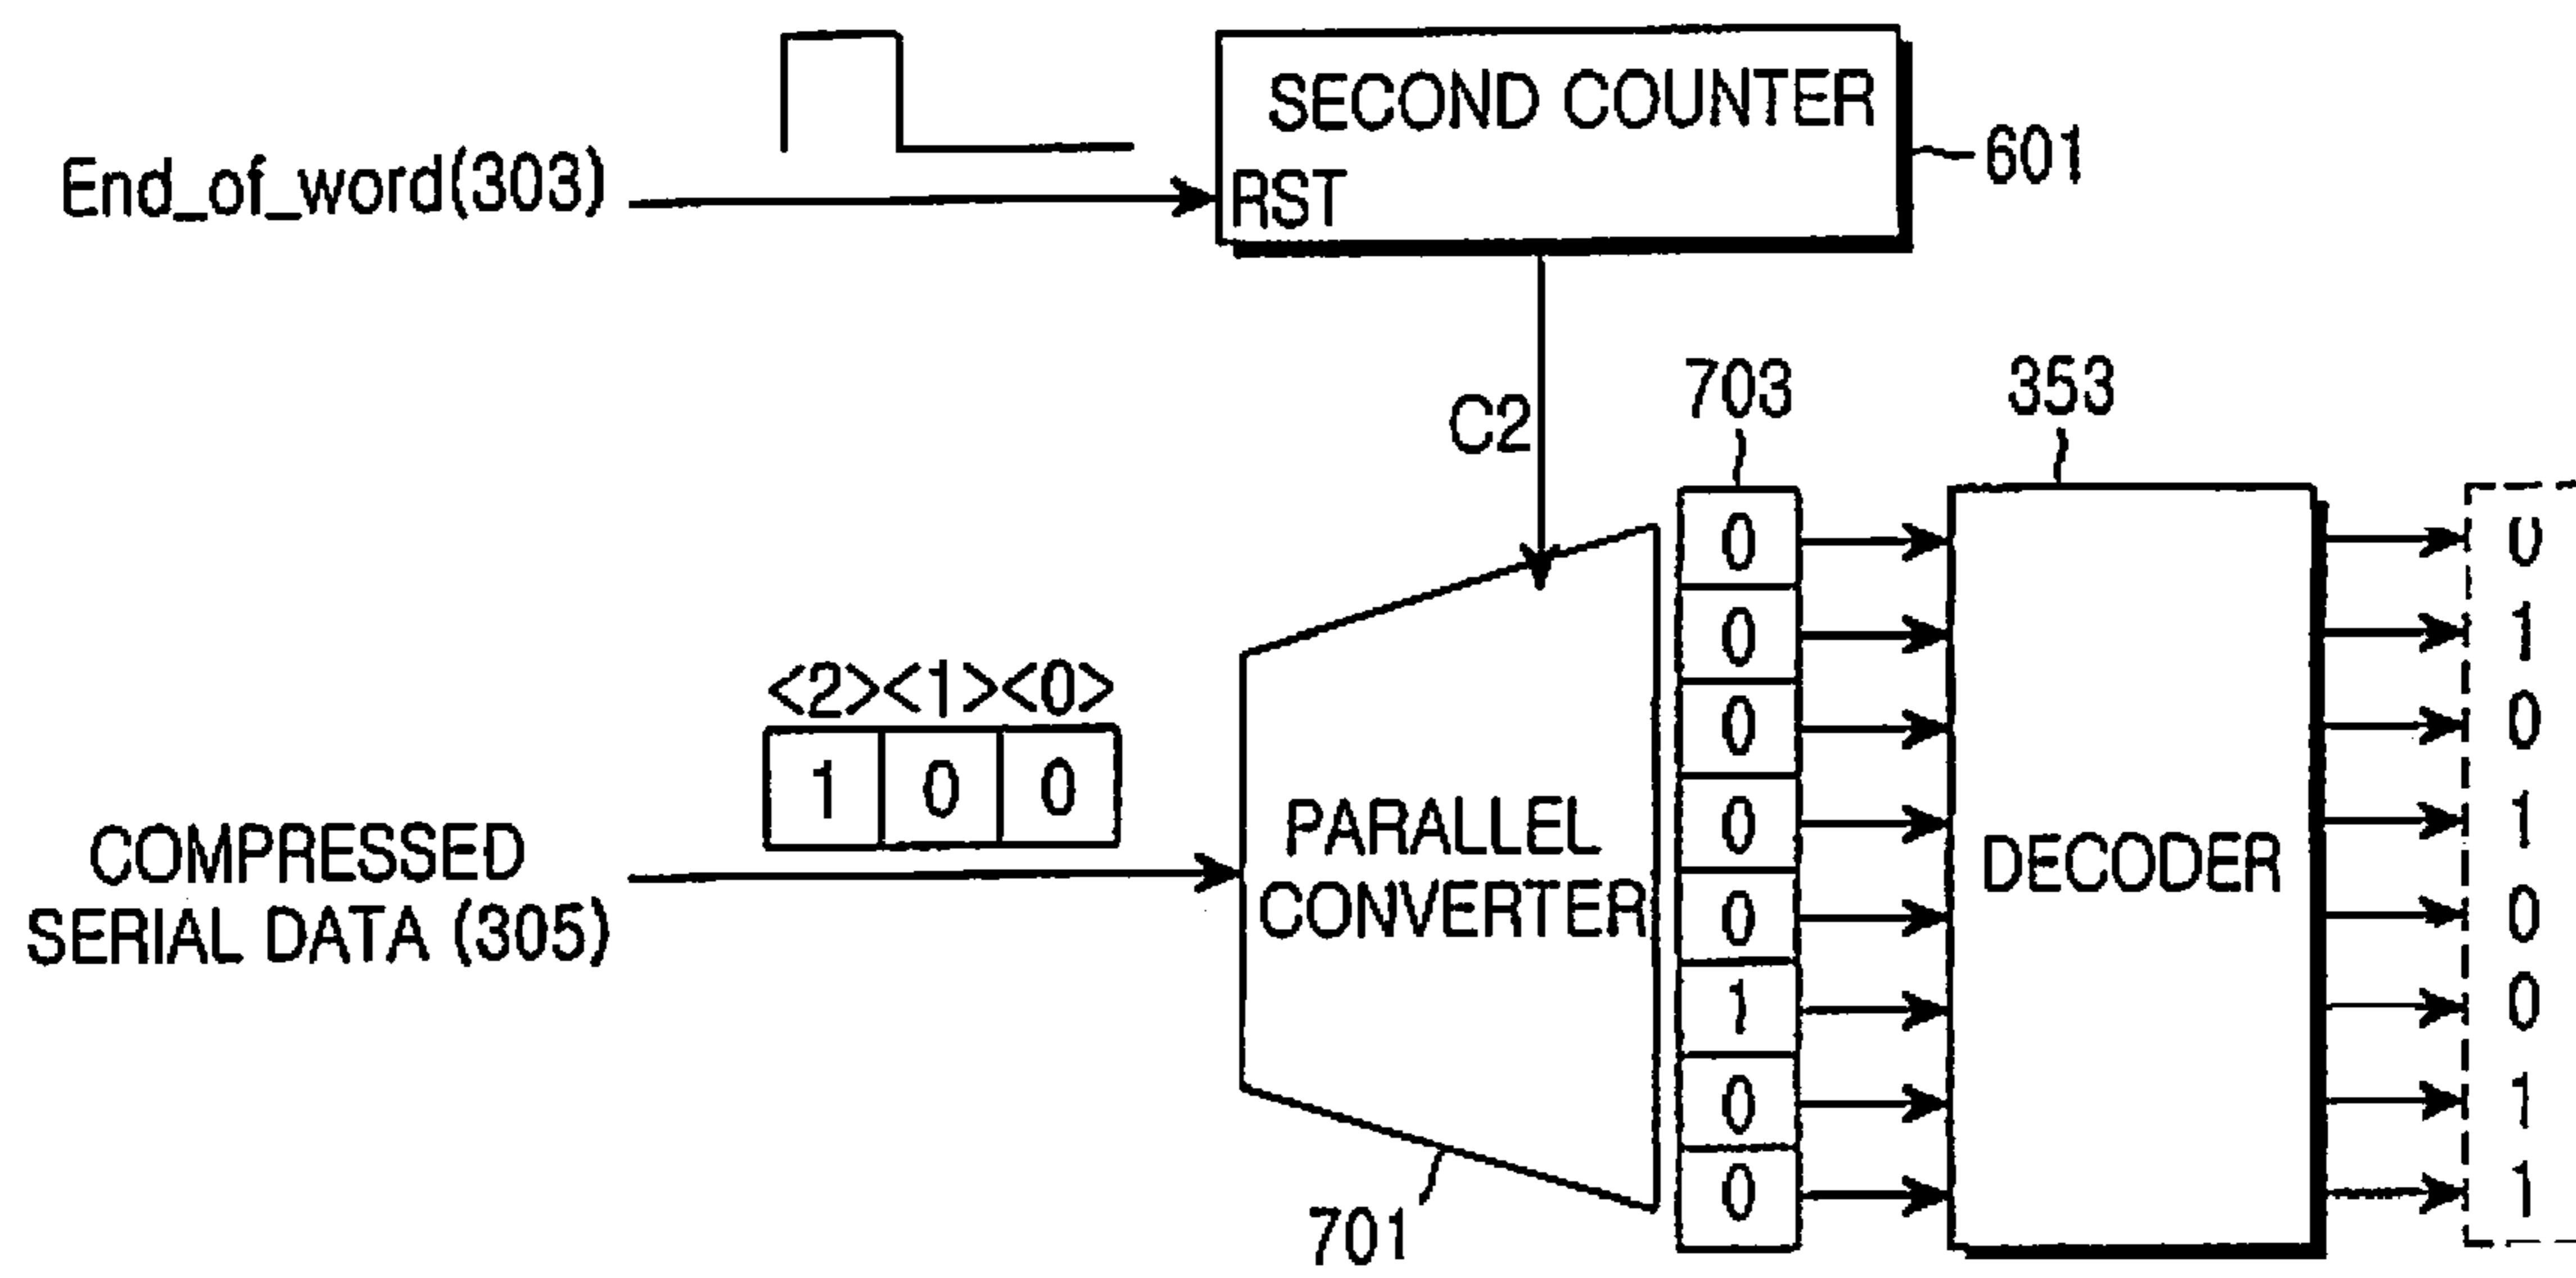 SECOND COUNTER
601
End_of_word(303)
RST
C2
703
353
<2><1><0>
1 0 0
COMPRESSED
SERIAL DATA (305)
PARALLEL
CONVERTER
701
0
0
0
0
0
1
0
0
DECODER
0
1
0
1
0
0
1
1